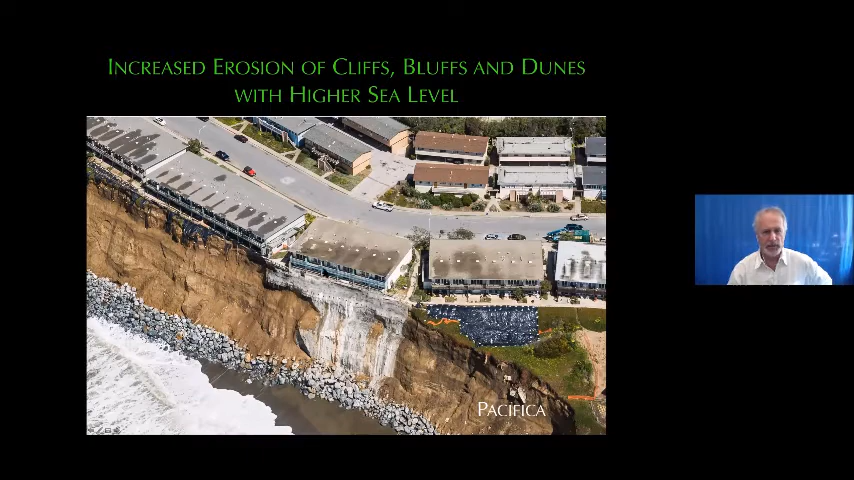 Increased Erosion of Cliffs, Bluffs and Dunes
with Higher Sea Level
Pacifica